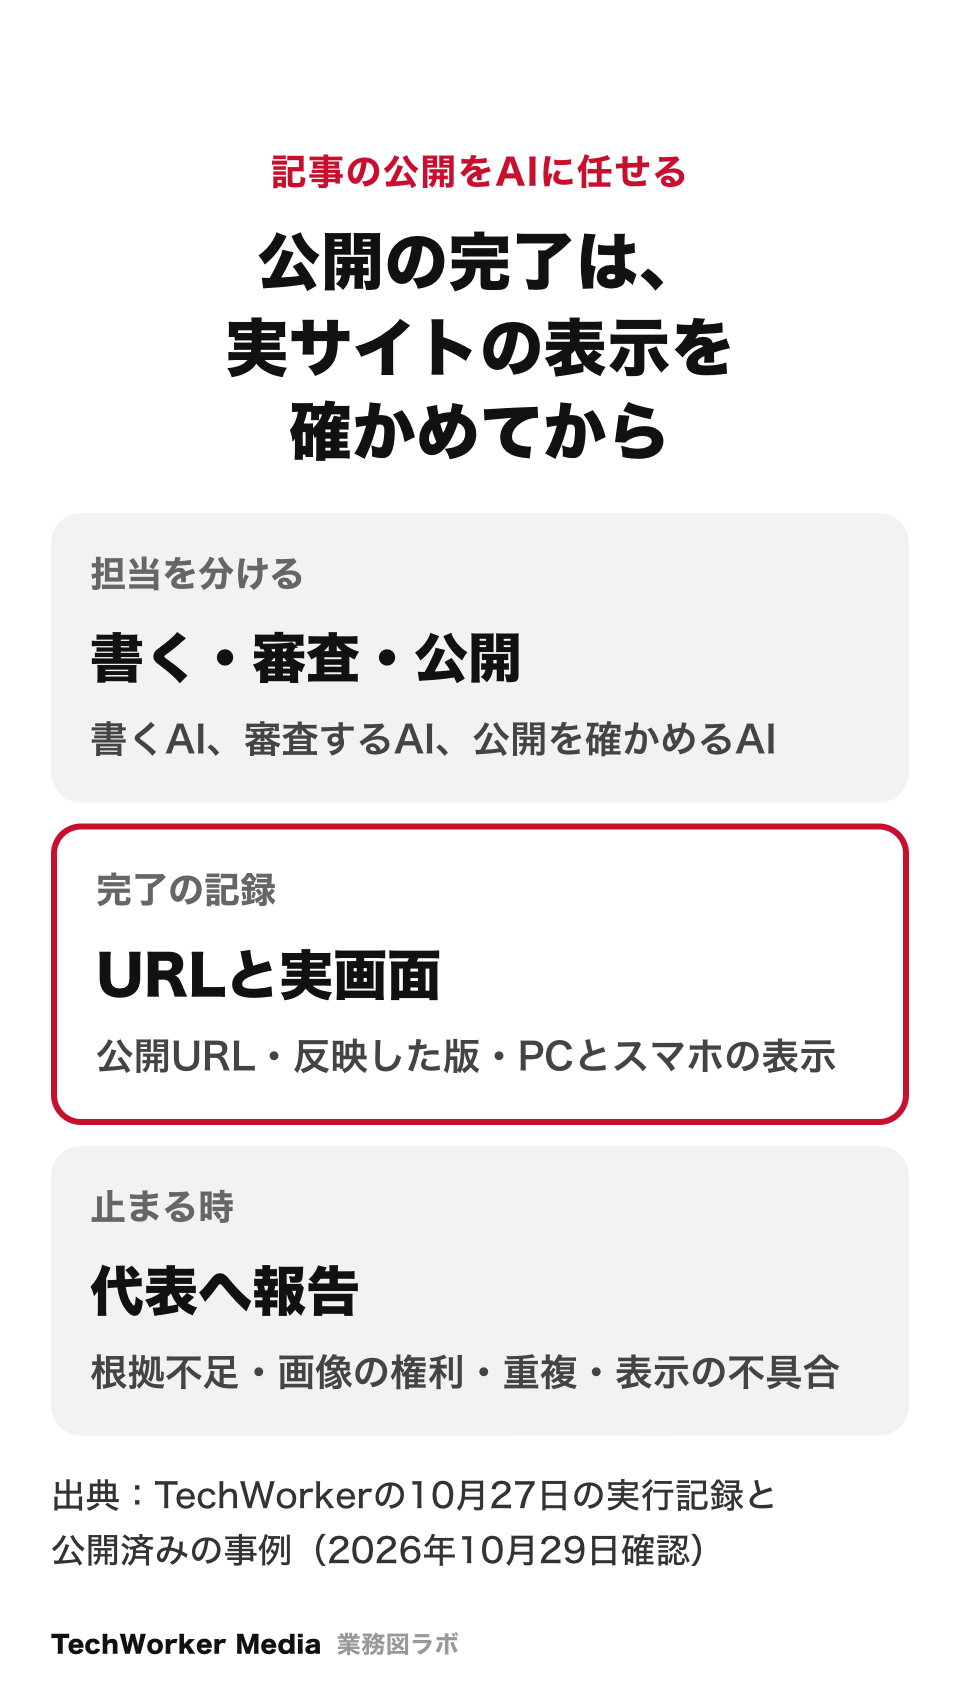 記事の公開をAIに任せる
公開の完了は、
実サイトの表示を
確かめてから
担当を分ける
書く・審査・公開
書くAI、審査するAI、公開を確かめるAI
完了の記録
URLと実画面
公開URL・反映した版・PCとスマホの表示
止まる時
代表へ報告
根拠不足・画像の権利・重複・表示の不具合
出典：TechWorkerの10月27日の実行記録と
公開済みの事例（2026年10月29日確認）
TechWorker Media 業務図ラボ